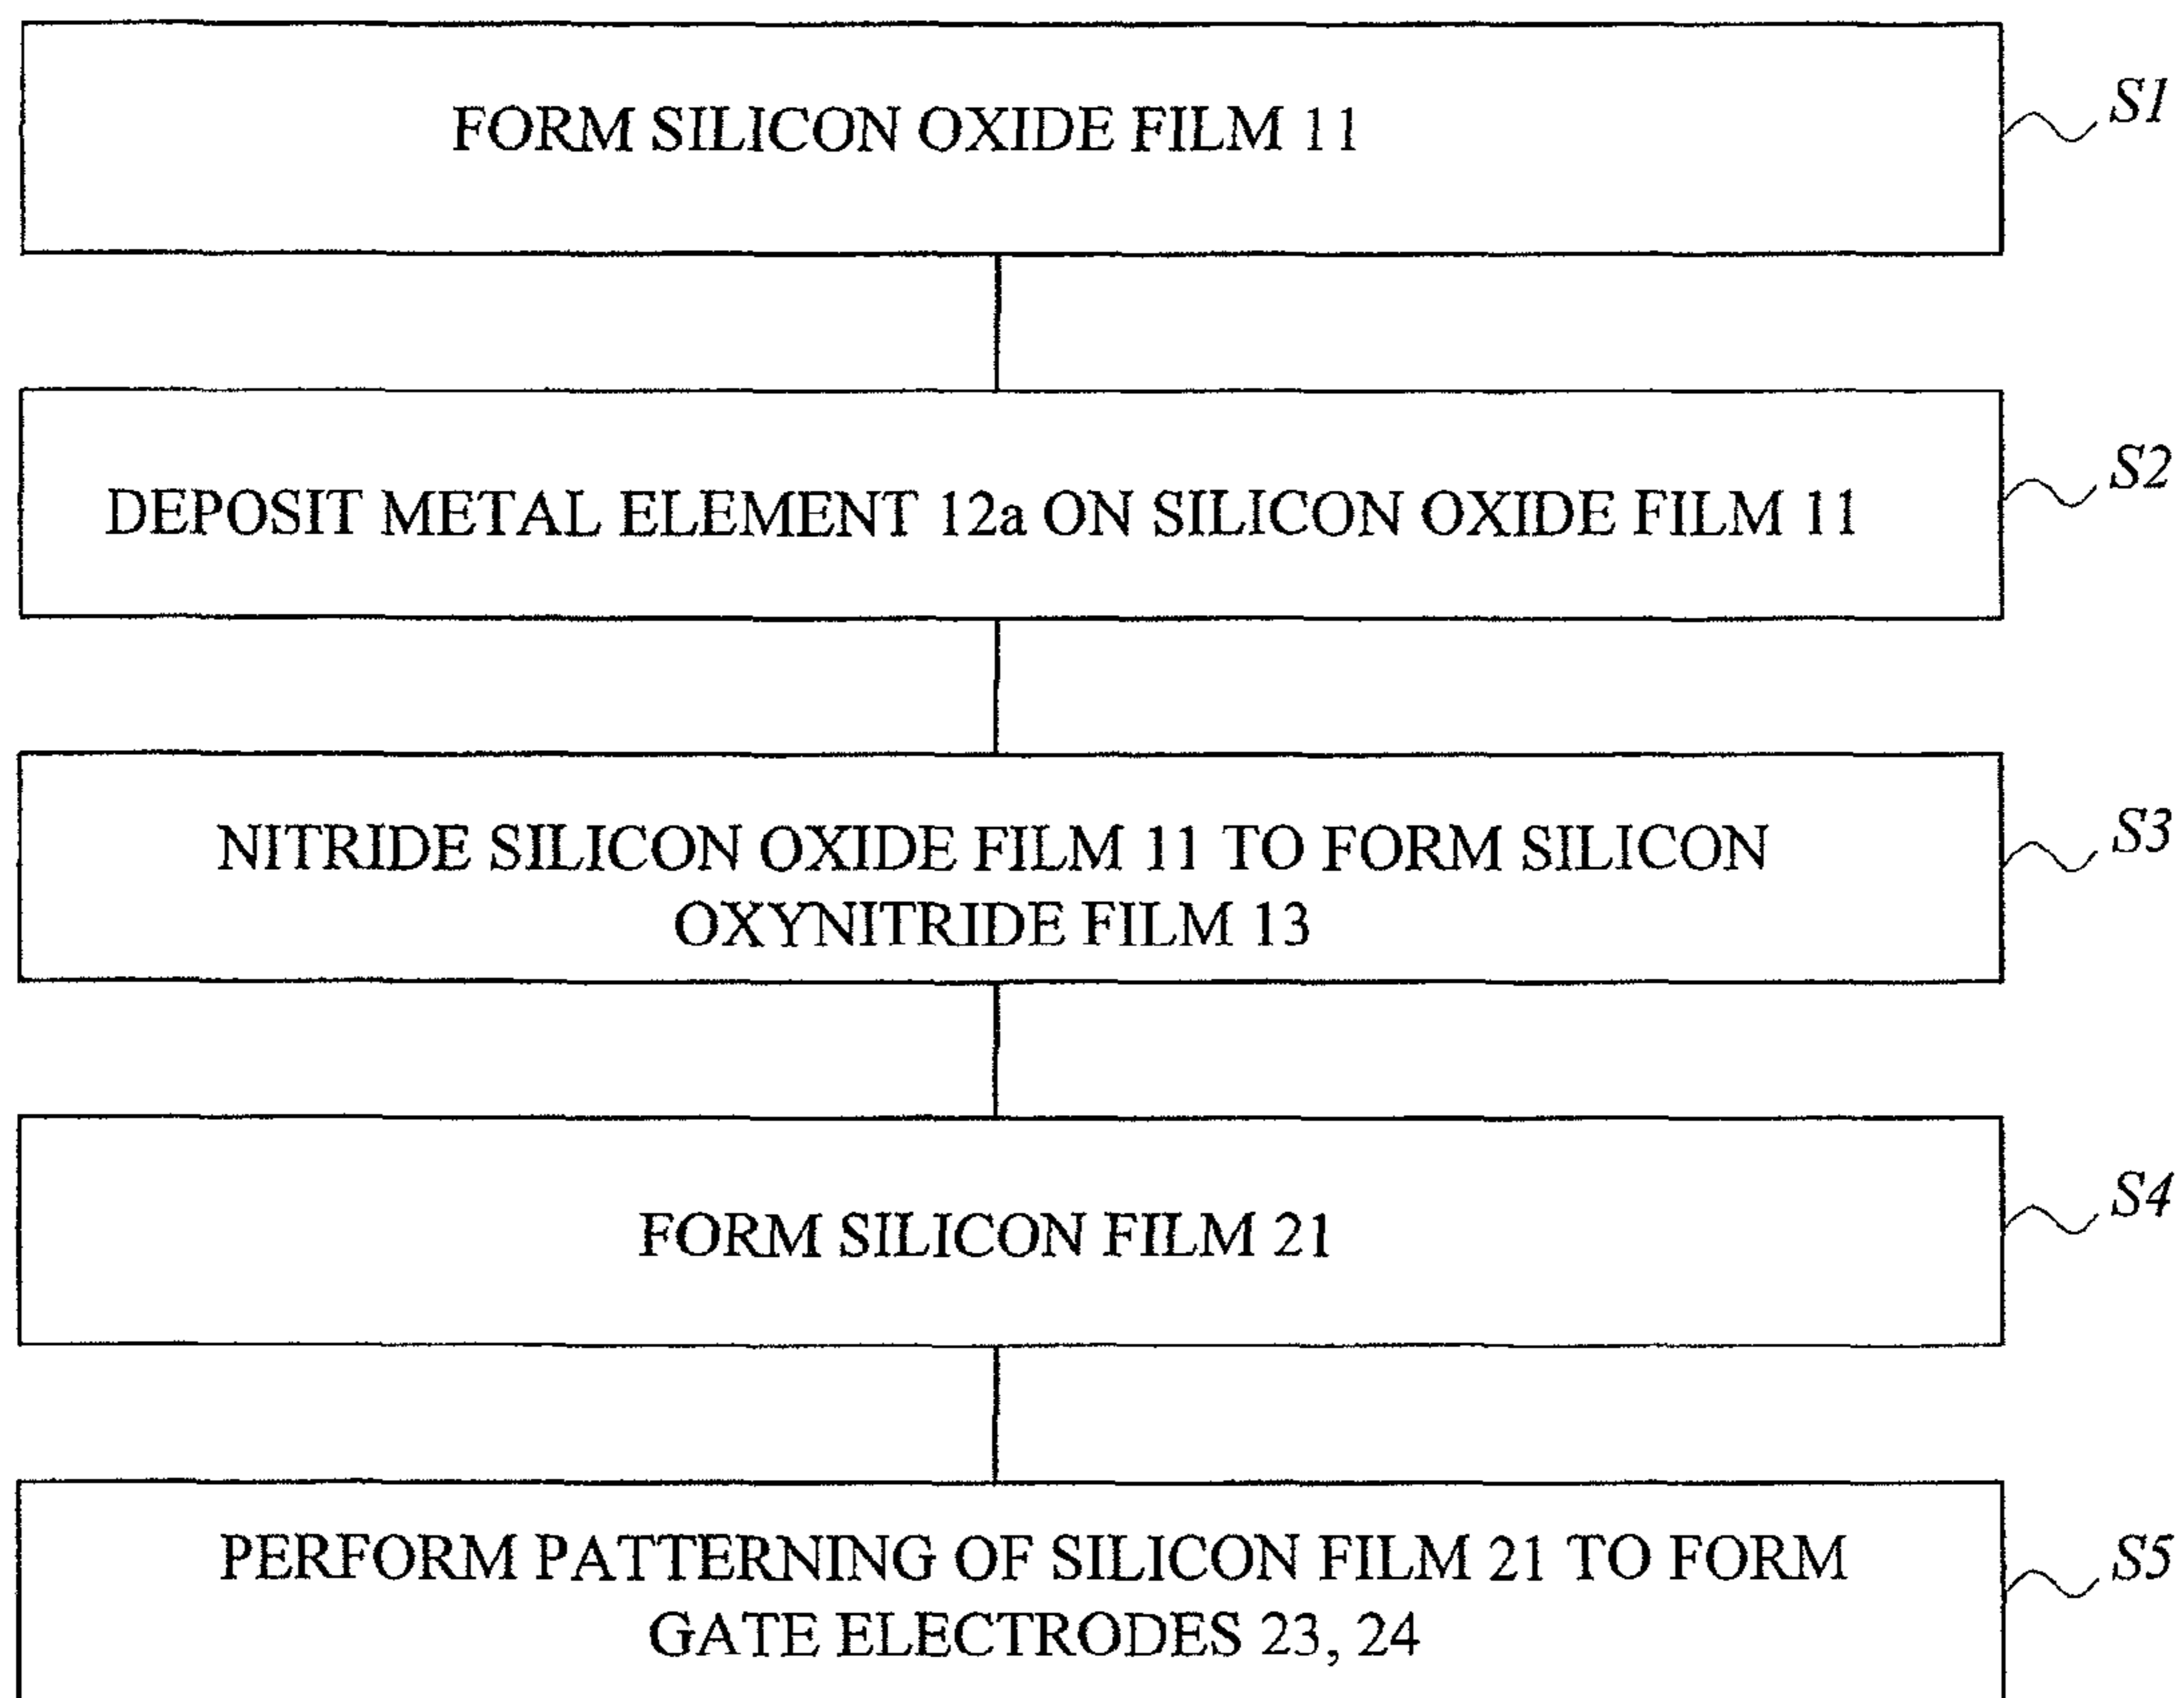 FORM SILICON OXIDE FILM 11
S1
DEPOSIT METAL ELEMENT 12a ON SILICON OXIDE FILM 11
S2
NITRIDE SILICON OXIDE FILM 11 TO FORM SILICON
OXYNITRIDE FILM 13
S3
FORM SILICON FILM 21
S4
PERFORM PATTERNING OF SILICON FILM 21 TO FORM
GATE ELECTRODES 23, 24
S5